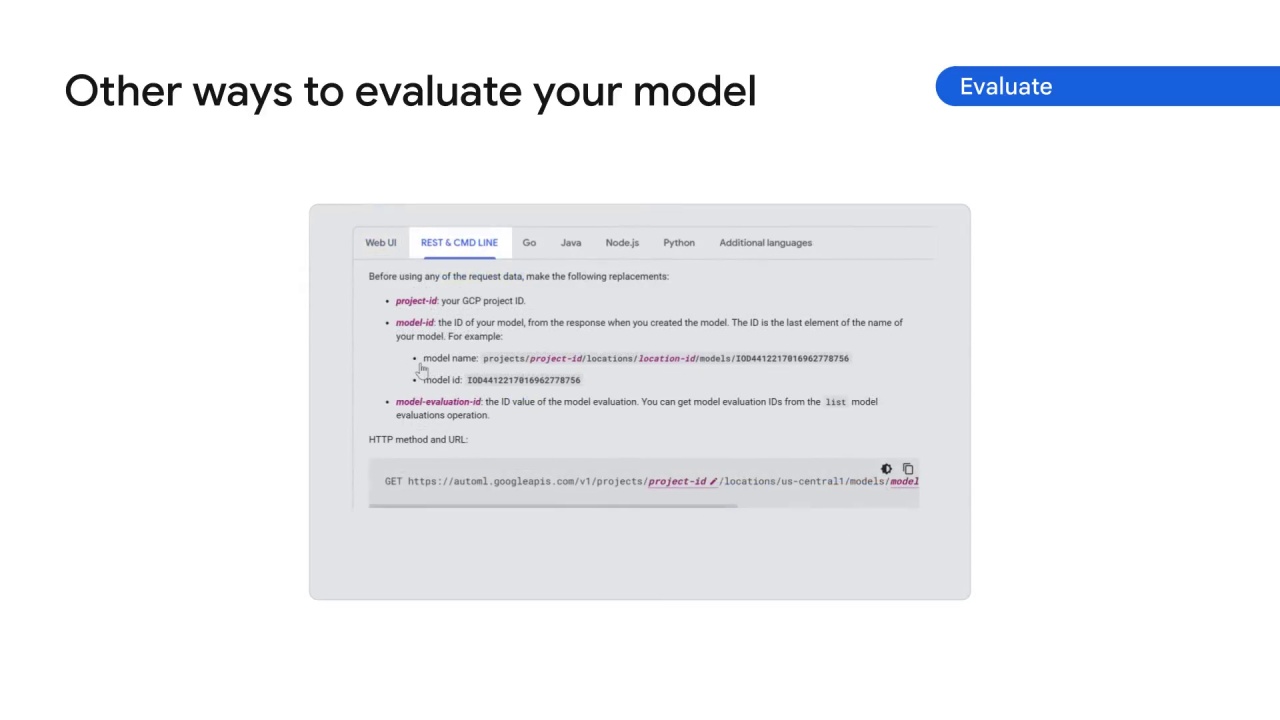 Other ways to evaluate your model
Evaluate
Web UI REST & CMD LINE Go Java Node.js Python Additional languages
Before using any of the request data, make the following replacements:
• project-id: your GCP project ID.
• model-id: the ID of your model, from the response when you created the model. The ID is the last element of the name of
your model. For example:
• model name: projects/project-id/locations/location-id/models/IOD4412217016962778756
• model id: IOD4412217016962778756
• model-evaluation-id: the ID value of the model evaluation. You can get model evaluation IDs from the list model
evaluations operation.
HTTP method and URL:
GET https://automl.googleapis.com/v1/projects/project-id/locations/us-central1/models/model